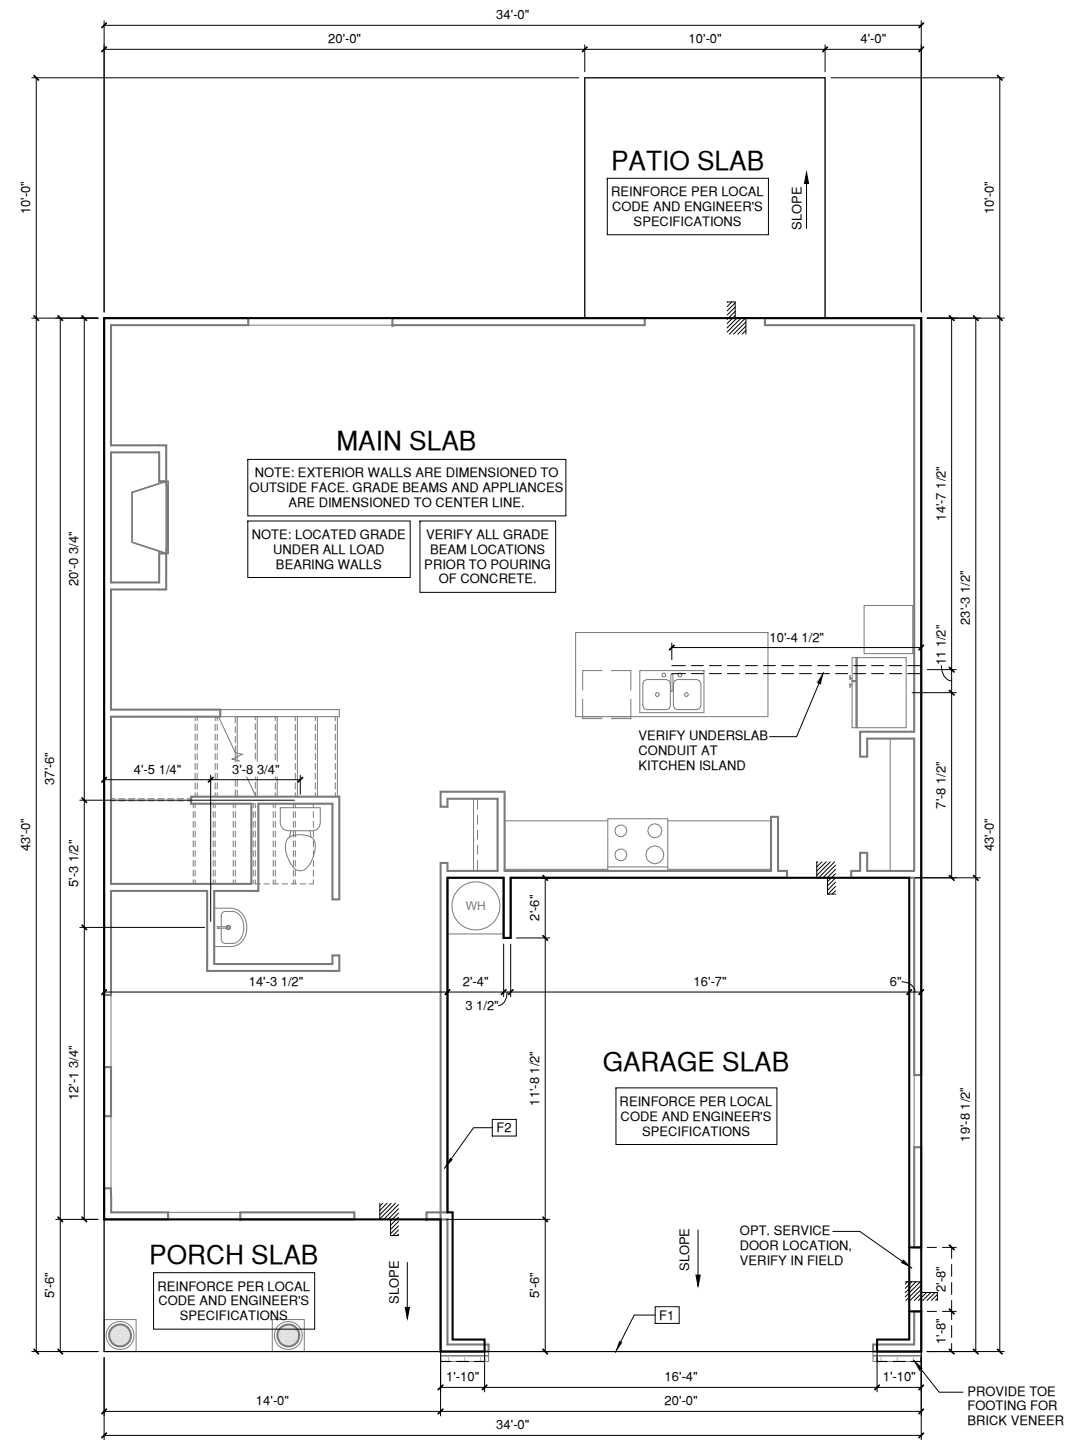 34'-0"
20'-0"
10'-0"
4'-0"
10'-0"
10'-0"
PATIO SLAB
REINFORCE PER LOCAL
CODE AND ENGINEER'S
SPECIFICATIONS
SLOPE
MAIN SLAB
NOTE: EXTERIOR WALLS ARE DIMENSIONED TO
OUTSIDE FACE. GRADE BEAMS AND APPLIANCES
ARE DIMENSIONED TO CENTER LINE.
NOTE: LOCATED GRADE
UNDER ALL LOAD
BEARING WALLS
VERIFY ALL GRADE
BEAM LOCATIONS
PRIOR TO POURING
OF CONCRETE.
14'-7 1/2"
20'-0 3/4"
23'-3 1/2"
10'-4 1/2"
11 1/2"
VERIFY UNDERSLAB
CONDUIT AT
KITCHEN ISLAND
37'-6"
4'-5 1/4"
3'-8 3/4"
7'-8 1/2"
43'-0"
43'-0"
5'-3 1/2"
WH
2'-6"
14'-3 1/2"
2'-4"
3 1/2"
16'-7"
6"
GARAGE SLAB
REINFORCE PER LOCAL
CODE AND ENGINEER'S
SPECIFICATIONS
12'-1 3/4"
11'-8 1/2"
19'-8 1/2"
F2
PORCH SLAB
REINFORCE PER LOCAL
CODE AND ENGINEER'S
SPECIFICATIONS
SLOPE
SLOPE
OPT. SERVICE
DOOR LOCATION,
VERIFY IN FIELD
5'-6"
5'-6"
2'-8"
1'-8"
F1
1'-10"
16'-4"
1'-10"
PROVIDE TOE
FOOTING FOR
BRICK VENEER
14'-0"
20'-0"
34'-0"